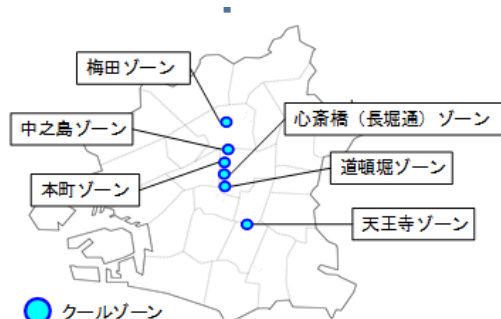 梅田ゾーン
中之島ゾーン
心斎橋（長堀通）ゾーン
本町ゾーン
道頓堀ゾーン
天王寺ゾーン
クールゾーン